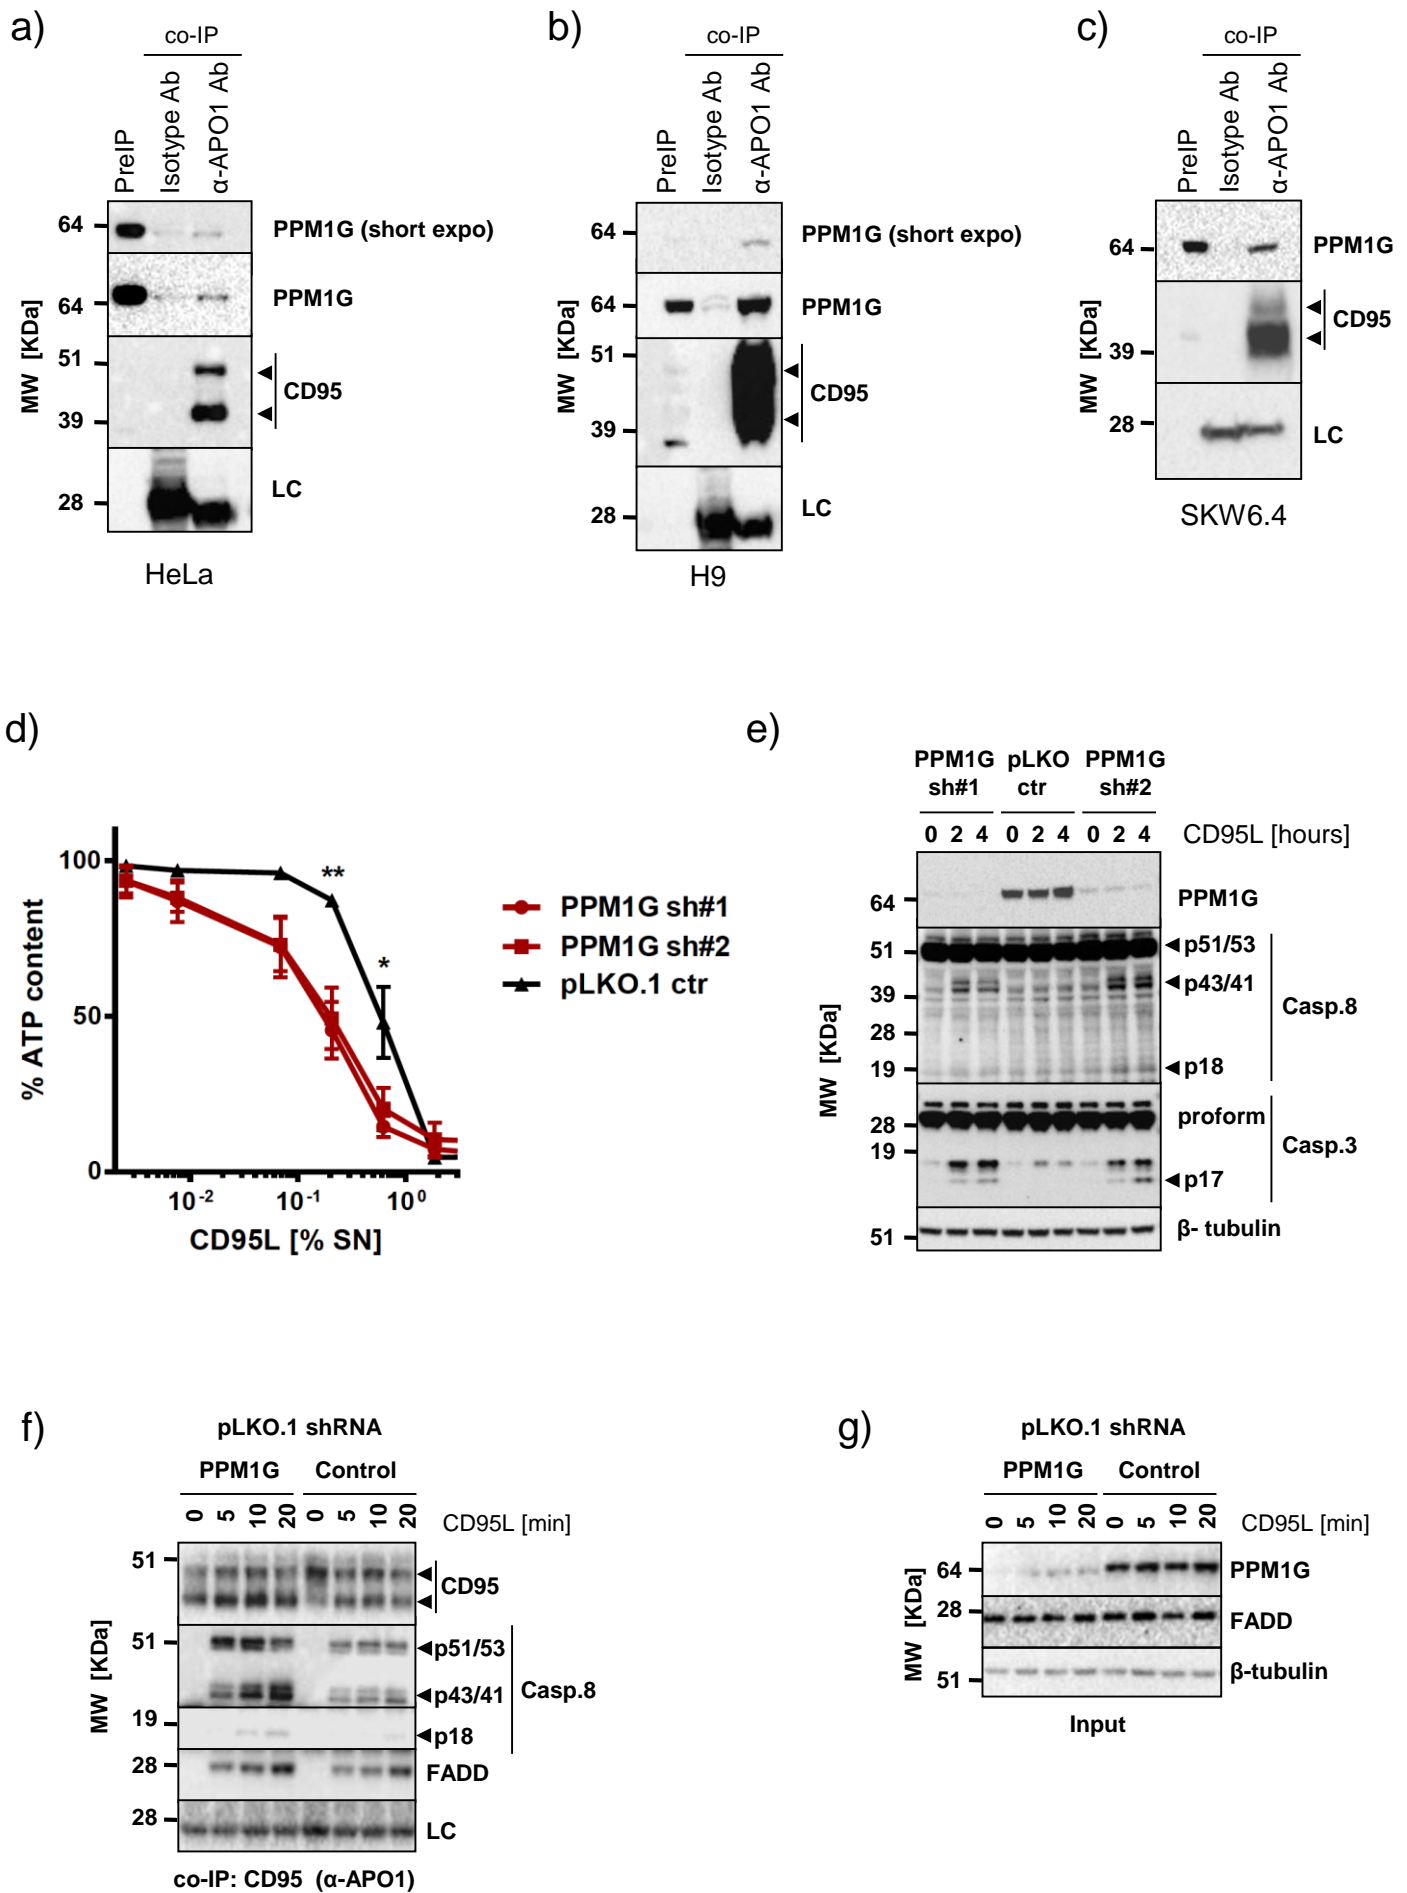 a)
co-IP
PreIP
Isotype Ab
α-APO1 Ab
MW [KDa]
64
PPM1G (short expo)
64
PPM1G
51
39
CD95
28
LC
HeLa
b)
co-IP
PreIP
Isotype Ab
α-APO1 Ab
MW [KDa]
64
PPM1G (short expo)
64
PPM1G
51
39
CD95
28
LC
H9
c)
co-IP
PreIP
Isotype Ab
α-APO1 Ab
MW [KDa]
64
PPM1G
39
CD95
28
LC
SKW6.4
d)
% ATP content
100
50
0
**
*
10-2
10-1
100
CD95L [% SN]
PPM1G sh#1
PPM1G sh#2
pLKO.1 ctr
e)
PPM1G pLKO PPM1G
sh#1 ctr sh#2
0 2 4 0 2 4 0 2 4 CD95L [hours]
MW [KDa]
64
PPM1G
51
p51/53
39
p43/41
28
19
p18
Casp.8
28
proform
19
p17
Casp.3
51
β- tubulin
f)
pLKO.1 shRNA
PPM1G Control
0 5 10 20 0 5 10 20 CD95L [min]
MW [KDa]
51
CD95
51
p51/53
p43/41
19
p18
Casp.8
28
FADD
28
LC
co-IP: CD95 (α-APO1)
g)
pLKO.1 shRNA
PPM1G Control
0 5 10 20 0 5 10 20 CD95L [min]
MW [KDa]
64
PPM1G
28
FADD
51
β-tubulin
Input